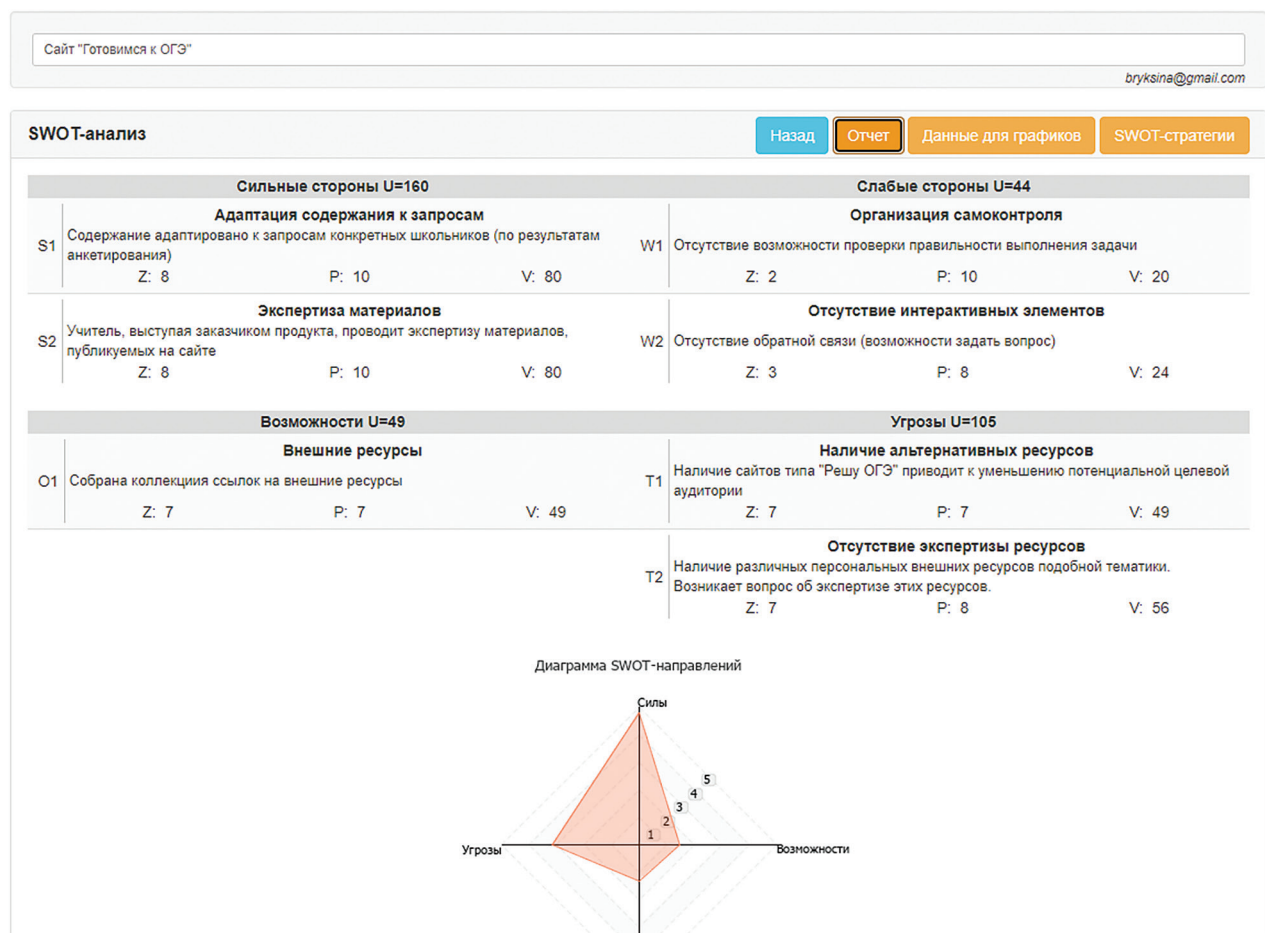 Сайт "Готовимся к ОГЭ"
bryksina@gmail.com
SWOT-анализ
Назад
Отчет
Данные для графиков
SWOT-стратегии
Сильные стороны U=160
Слабые стороны U=44
S1
Адаптация содержания к запросам
Содержание адаптировано к запросам конкретных школьников (по результатам
анкетирования)
Z: 8 P: 10 V: 80
W1
Организация самоконтроля
Отсутствие возможности проверки правильности выполнения задачи
Z: 2 P: 10 V: 20
S2
Экспертиза материалов
Учитель, выступая заказчиком продукта, проводит экспертизу материалов,
публикуемых на сайте
Z: 8 P: 10 V: 80
W2
Отсутствие интерактивных элементов
Отсутствие обратной связи (возможности задать вопрос)
Z: 3 P: 8 V: 24
Возможности U=49
Угрозы U=105
O1
Внешние ресурсы
Собрана коллекциия ссылок на внешние ресурсы
Z: 7 P: 7 V: 49
T1
Наличие альтернативных ресурсов
Наличие сайтов типа "Решу ОГЭ" приводит к уменьшению потенциальной целевой
аудитории
Z: 7 P: 7 V: 49
T2
Отсутствие экспертизы ресурсов
Наличие различных персональных внешних ресурсов подобной тематики.
Возникает вопрос об экспертизе этих ресурсов.
Z: 7 P: 8 V: 56
Диаграмма SWOT-направлений
Силы
5
4
3
2
1
Угрозы
Возможности